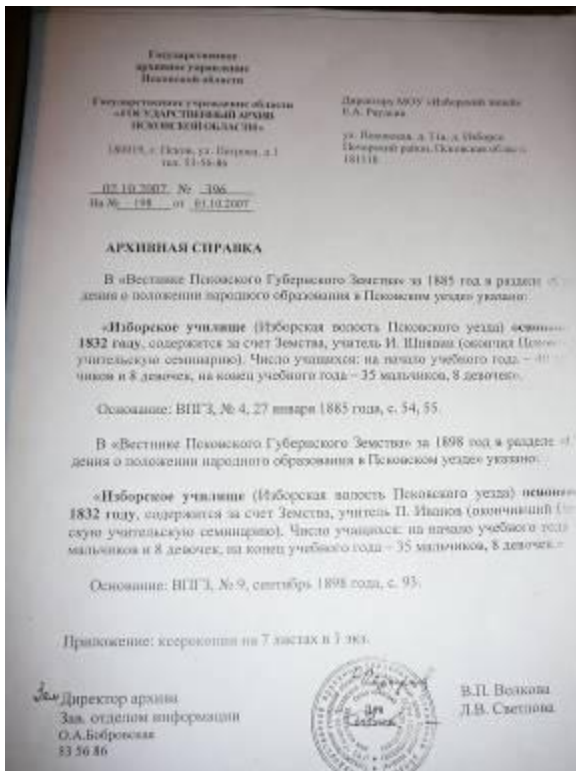 Государственное
архивное управление
Псковской области
Государственное учреждение области
«ГОСУДАРСТВЕННЫЙ АРХИВ
ПСКОВСКОЙ ОБЛАСТИ»
180019, г. Псков, ул. Петрова, д.1
тел. 53-56-86
Директору МОУ «Изборский лицей»
Е.А.
ул. Печорская, д. 31а, д. Изборск
Печорский район, Псковская область
181518
02.10.2007 № 396
На № 198 от 01.10.2007
АРХИВНАЯ СПРАВКА
В «Вестнике Псковского Губернского Земства» за 1885 год в разделе
дения о положении народного образования в Псковском уезде» указано:
«Изборское училище (Изборская волость Псковского уезда) основ
1832 году, содержится за счет Земства, учитель И. (окончил
учительскую семинарию). Число учащихся: на начало учебного года –
чиков и 8 девочек, на конец учебного года – 35 мальчиков, 8 девочек».
Основание: ВПГЗ, № 4, 27 января 1885 года, с. 54, 55.
В «Вестнике Псковского Губернского Земства» за 1898 год в разделе
дения о положении народного образования в Псковском уезде» указано:
«Изборское училище (Изборская волость Псковского уезда) основ
1832 году, содержится за счет Земства, учитель П. Иванов (окончивший
скую учительскую семинарию). Число учащихся: на начало учебного года
мальчиков и 8 девочек, на конец учебного года – 35 мальчиков, 8 девочек.»
Основание: ВПГЗ, № 9, сентябрь 1898 года, с. 93.
Приложение: ксерокопии на 7 листах в 1 экз.
Зам Директор архива
В.П. Волкова
Зав. отделом информации
Л.В. Светлова
О.А.Бобровская
53 56 86